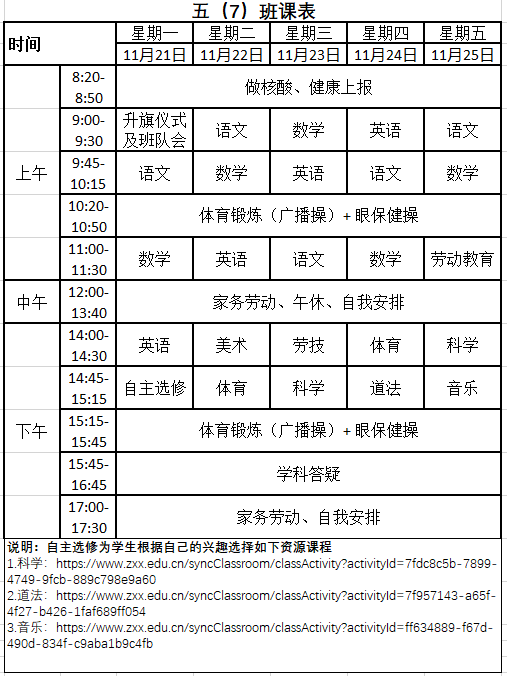 五（7）班课表
时间 星期一 星期二 星期三 星期四 星期五
11月21日 11月22日 11月23日 11月24日 11月25日
上午
8:20-8:50 做核酸、健康上报
9:00-9:30 升旗仪式及班队会 语文 数学 英语 语文
9:45-10:15 语文 数学 英语 语文 数学
10:20-10:50 体育锻炼（广播操）+ 眼保健操
11:00-11:30 数学 英语 语文 数学 劳动教育
中午 12:00-13:40 家务劳动、午休、自我安排
下午
14:00-14:30 英语 美术 劳技 体育 科学
14:45-15:15 自主选修 体育 科学 道法 音乐
15:15-15:45 体育锻炼（广播操）+ 眼保健操
15:45-16:45 学科答疑
17:00-17:30 家务劳动、自我安排
说明：自主选修为学生根据自己的兴趣选择如下资源课程
1.科学：https://www.zxx.edu.cn/syncClassroom/classActivity?activityId=7fdc8c5b-7899-
4749-9fcb-889c798e9a60
2.道法：https://www.zxx.edu.cn/syncClassroom/classActivity?activityId=7f957143-a65f-
4f27-b426-1faf689ff054
3.音乐：https://www.zxx.edu.cn/syncClassroom/classActivity?activityId=ff634889-f67d-
490d-834f-c9aba1b9c4fb